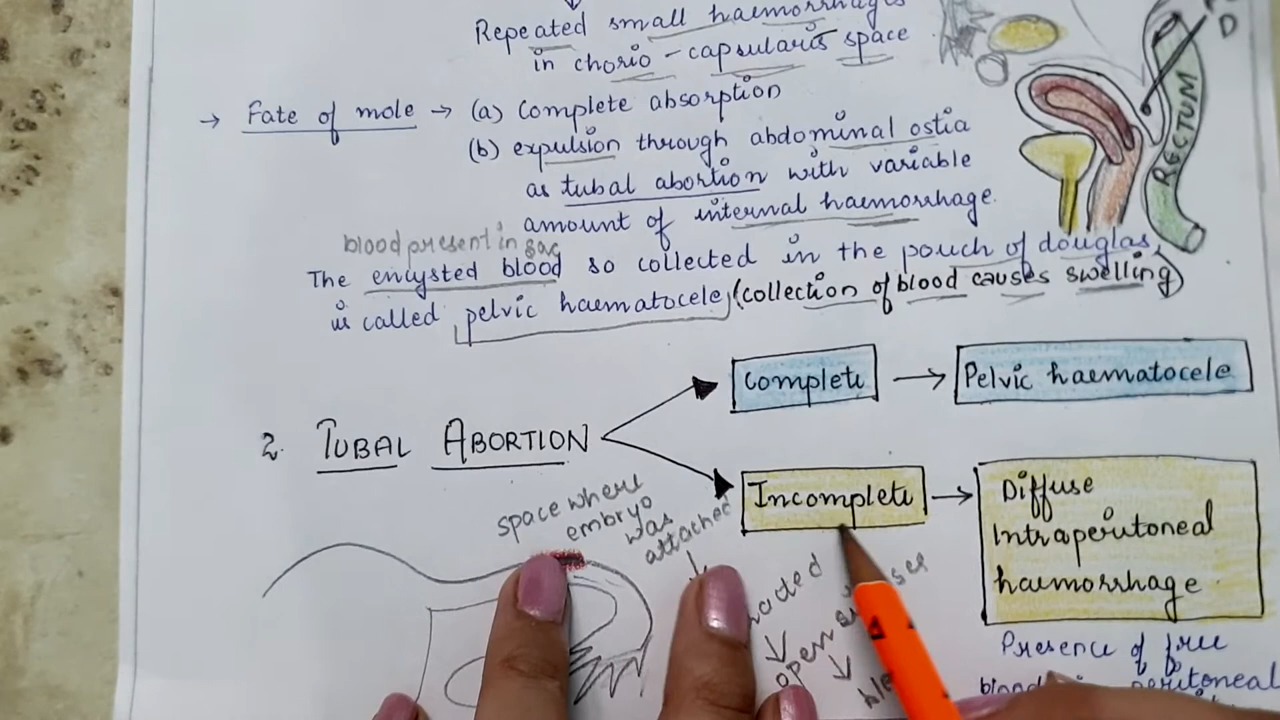 Repeated small haemorrhages
in chorio-capsularis space
→ Fate of mole → (a) Complete absorption
(b) expulsion through abdominal ostia
as tubal abortion with variable
amount of internal haemorrhage.
blood present in sac
The encysted blood so collected in the pouch of douglas,
is called pelvic haematocele (collection of blood causes swelling)
D
RECTUM
2. TUBAL ABORTION
Complete → Pelvic haematocele
Incomplete → Diffuse
Intraperitoneal
haemorrhage
space where
embryo
was
attached
open
Presence of free
blood peritoneal